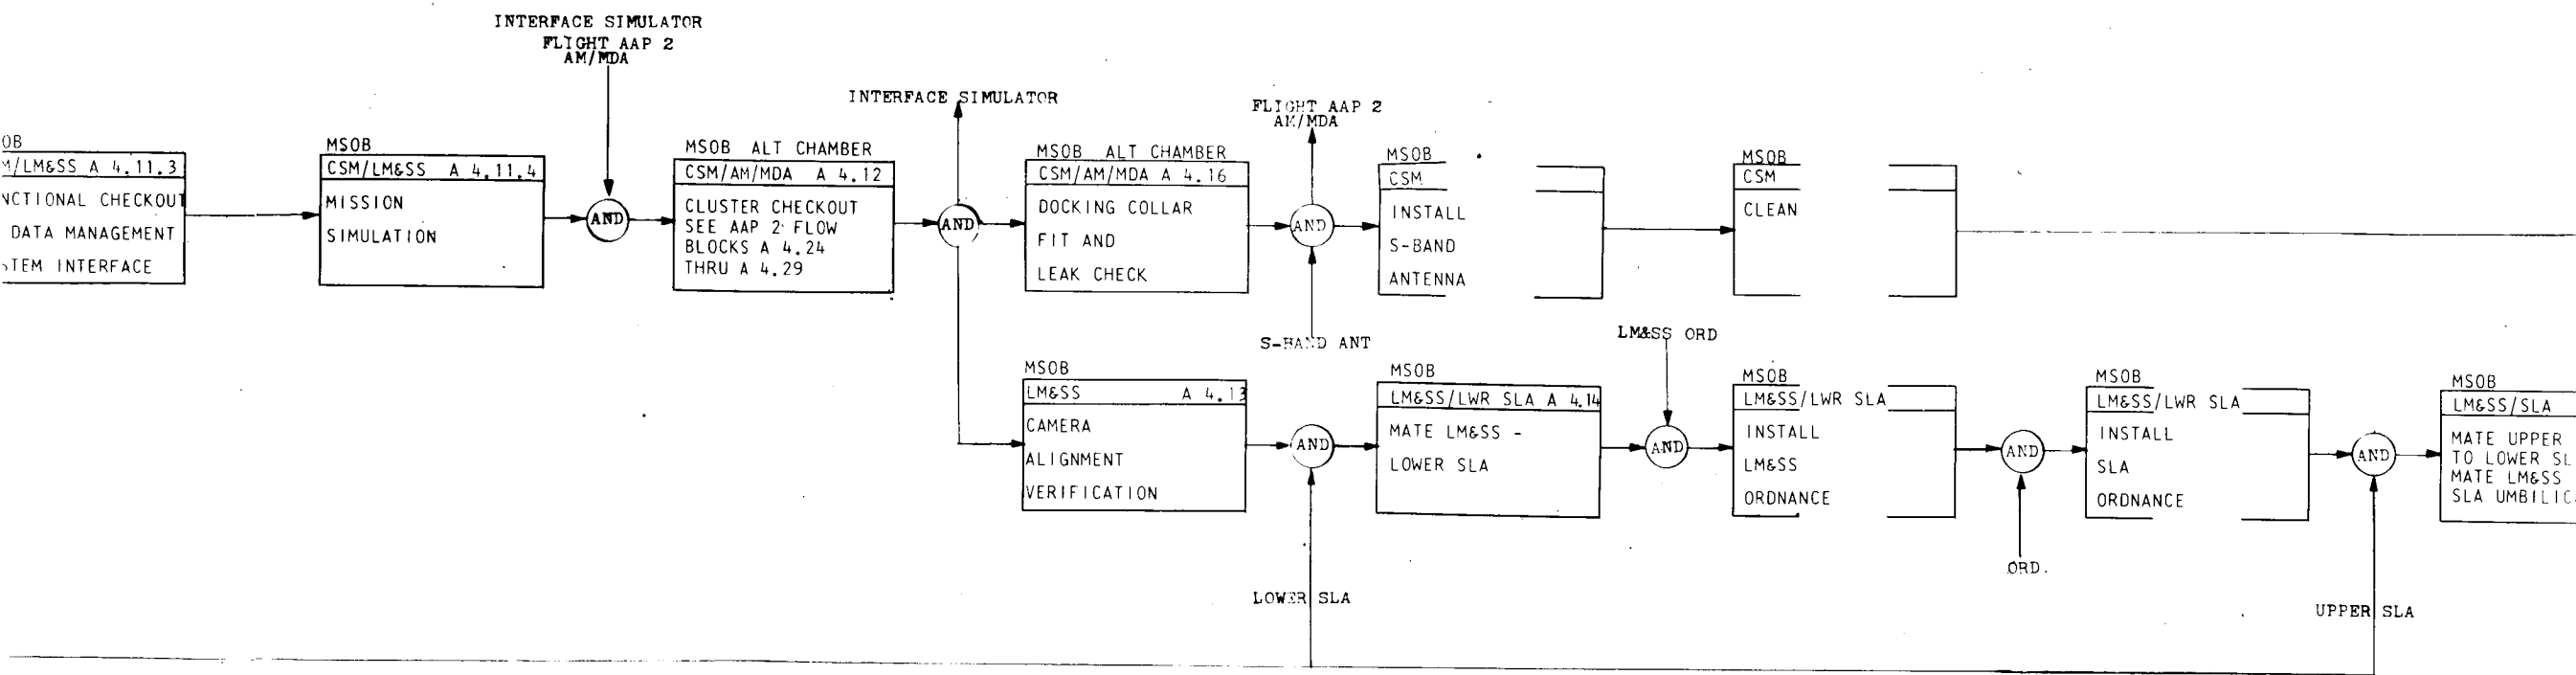 INTERFACE SIMULATOR
FLIGHT AAP 2
AM/MDA
OB
M/LM&SS A 4.11.3
NCTIONAL CHECKOUT
DATA MANAGEMENT
STEM INTERFACE
MSOB
CSM/LM&SS A 4.11.4
MISSION
SIMULATION
AND
MSOB ALT CHAMBER
CSM/AM/MDA A 4.12
CLUSTER CHECKOUT
SEE AAP 2 FLOW
BLOCKS A 4.24
THRU A 4.29
INTERFACE SIMULATOR
AND
MSOB ALT CHAMBER
CSM/AM/MDA A 4.16
DOCKING COLLAR
FIT AND
LEAK CHECK
FLIGHT AAP 2
AM/MDA
AND
S-BAND ANT
MSOB
CSM
INSTALL
S-BAND
ANTENNA
MSOB
CSM
CLEAN
MSOB
LM&SS A 4.13
CAMERA
ALIGNMENT
VERIFICATION
AND
LOWER SLA
MSOB
LM&SS/LWR SLA A 4.14
MATE LM&SS -
LOWER SLA
LM&SS ORD
AND
MSOB
LM&SS/LWR SLA
INSTALL
LM&SS
ORDNANCE
AND
ORD.
MSOB
LM&SS/LWR SLA
INSTALL
SLA
ORDNANCE
AND
UPPER SLA
MSOB
LM&SS/SLA
MATE UPPER
TO LOWER SL
MATE LM&SS
SLA UMBILIC